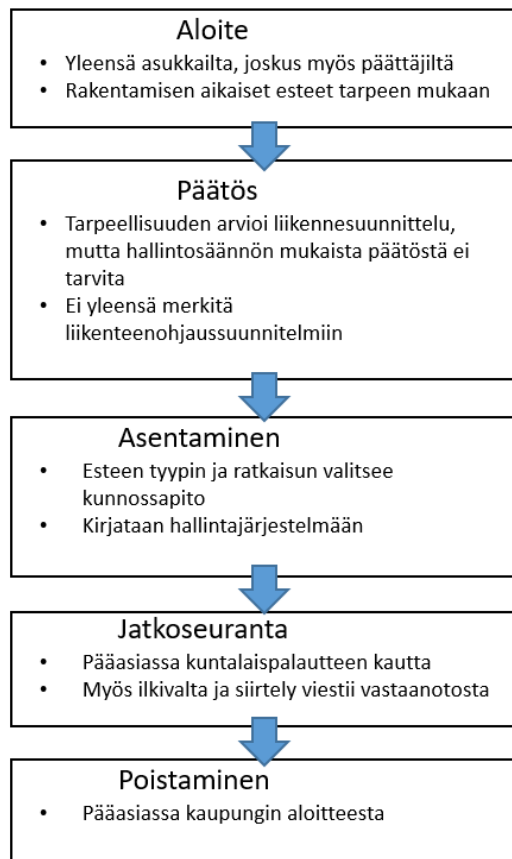 Aloite
• Yleensä asukkailta, joskus myös päättäjiltä
• Rakentamisen aikaiset esteet tarpeen mukaan
Päätös
• Tarpeellisuuden arvioi liikennesuunnittelu,
mutta hallintosäännön mukaista päätöstä ei
tarvita
• Ei yleensä merkitä
liikenteenohjaussuunnitelmiin
Asentaminen
• Esteen tyypin ja ratkaisun valitsee
kunnossapito
• Kirjataan hallintajärjestelmään
Jatkoseuranta
• Pääasiassa kuntalaispalautteen kautta
• Myös ilkivalta ja siirtely viestii vastaanotosta
Poistaminen
• Pääasiassa kaupungin aloitteesta